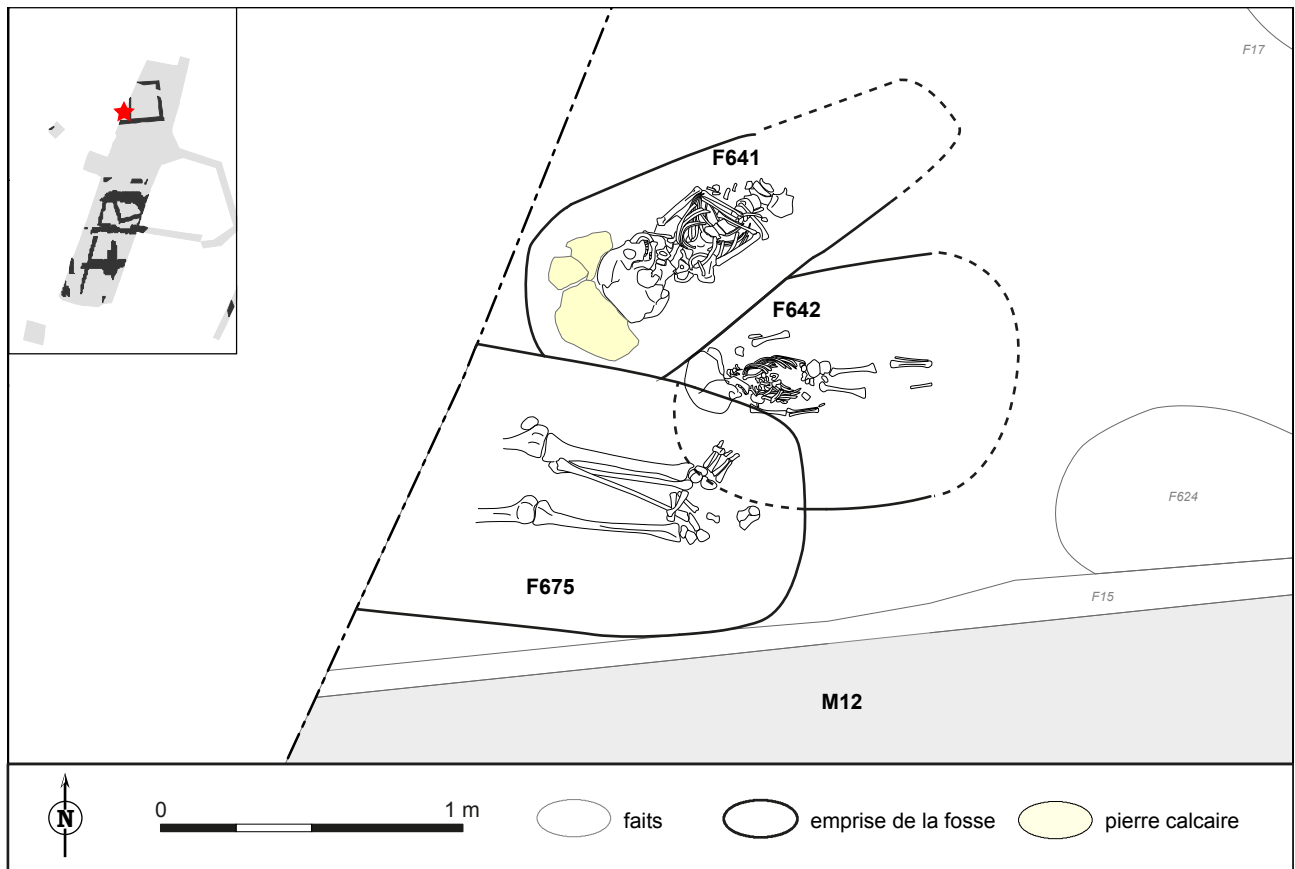 F17
F641
F642
F624
F675
F15
M12
N
0 1 m
faits
emprise de la fosse
pierre calcaire